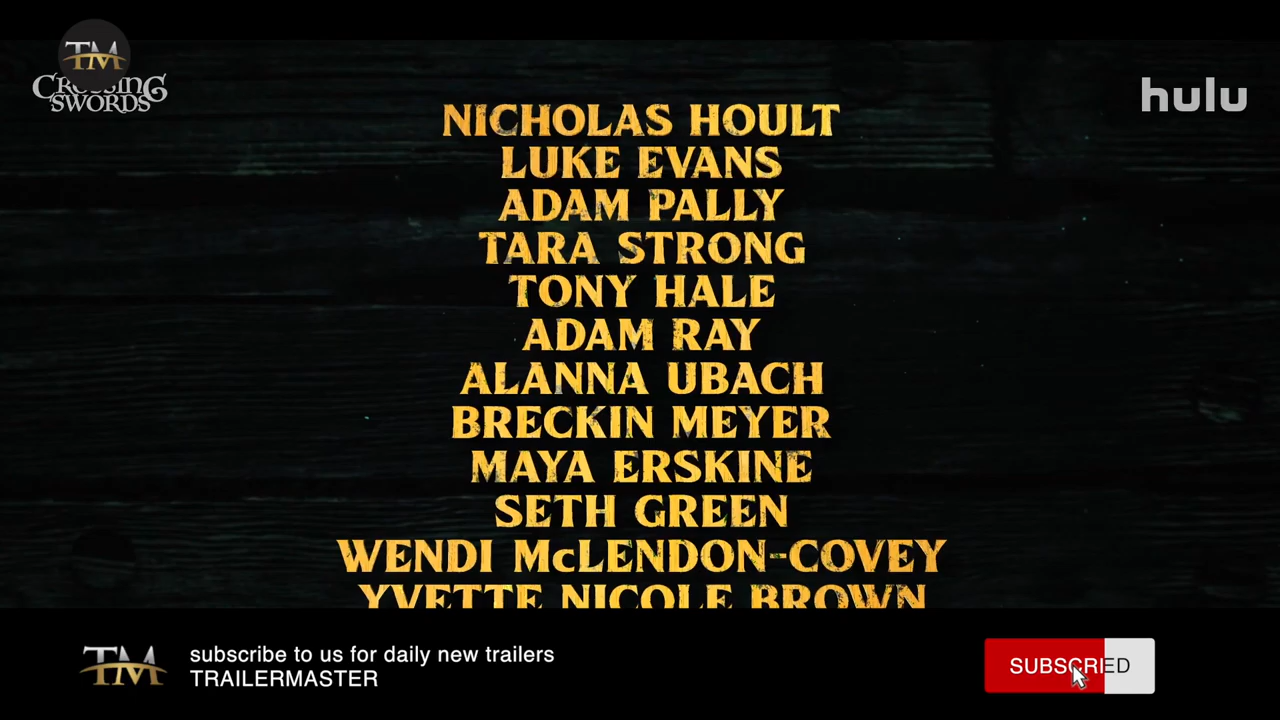 TM
CROSSING
SWORDS
hulu
NICHOLAS HOULT
LUKE EVANS
ADAM PALLY
TARA STRONG
TONY HALE
ADAM RAY
ALANNA UBACH
BRECKIN MEYER
MAYA ERSKINE
SETH GREEN
WENDI McLENDON-COVEY
YVETTE NICOLE BROWN
TM
subscribe to us for daily new trailers
TRAILERMASTER
SUBSCRIED